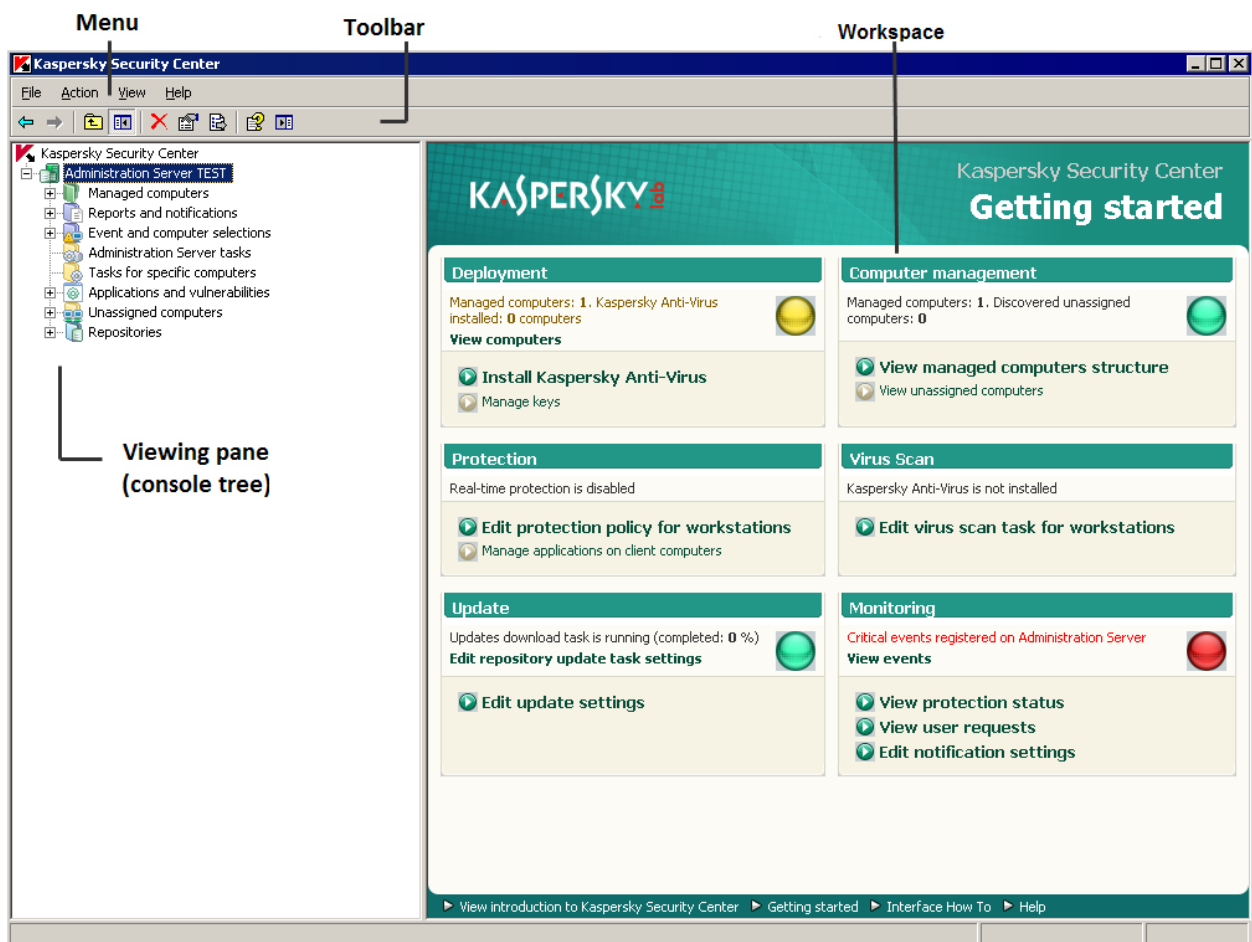 Menu
Toolbar
Workspace
Kaspersky Security Center
File Action View Help
Kaspersky Security Center
Administration Server TEST
Managed computers
Reports and notifications
Event and computer selections
Administration Server tasks
Tasks for specific computers
Applications and vulnerabilities
Unassigned computers
Repositories
Viewing pane
(console tree)
KASPERSKY lab
Kaspersky Security Center
Getting started
Deployment
Managed computers: 1. Kaspersky Anti-Virus
installed: 0 computers
View computers
Install Kaspersky Anti-Virus
Manage keys
Computer management
Managed computers: 1. Discovered unassigned
computers: 0
View managed computers structure
View unassigned computers
Protection
Real-time protection is disabled
Edit protection policy for workstations
Manage applications on client computers
Virus Scan
Kaspersky Anti-Virus is not installed
Edit virus scan task for workstations
Update
Updates download task is running (completed: 0 %)
Edit repository update task settings
Edit update settings
Monitoring
Critical events registered on Administration Server
View events
View protection status
View user requests
Edit notification settings
View introduction to Kaspersky Security Center Getting started Interface How To Help